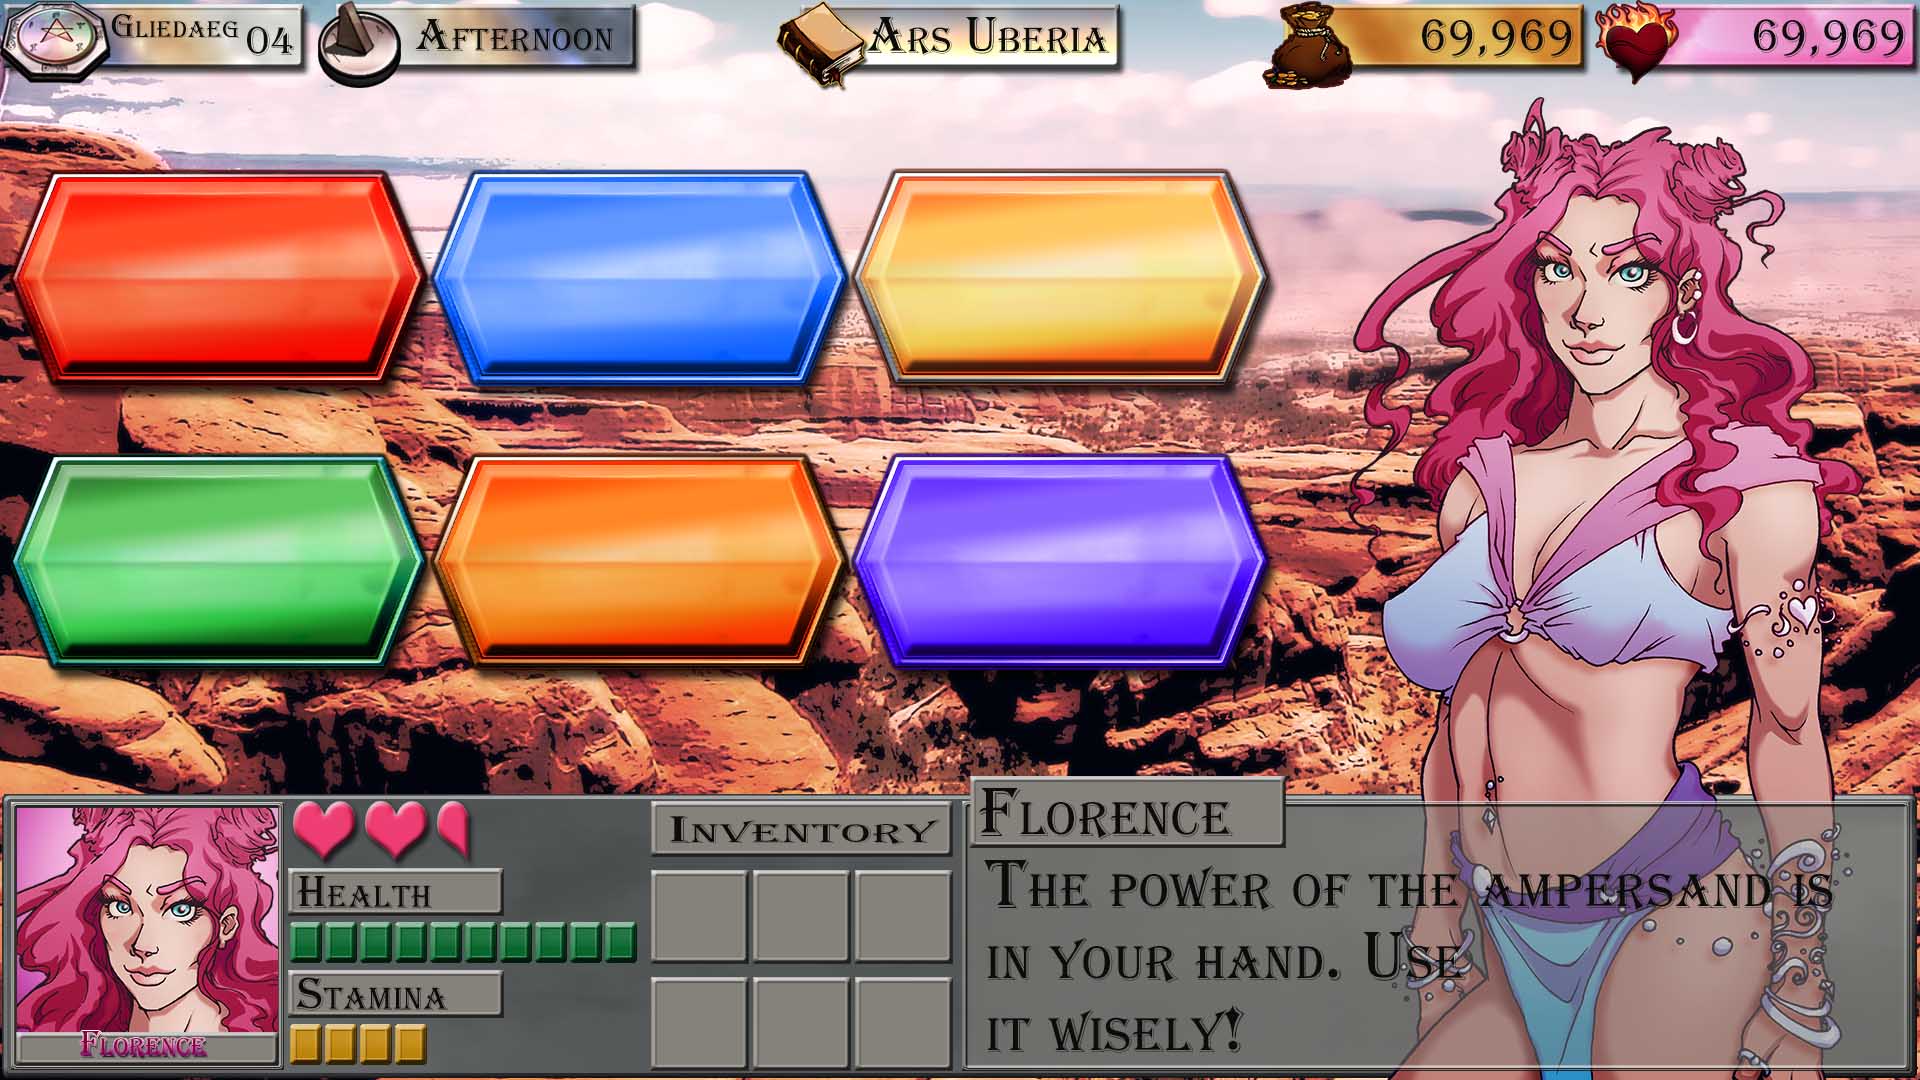 Gliedaeg 04
Afternoon
Ars Uberia
69,969
69,969
Florence
Health
Stamina
Inventory
Florence
The power of the ampersand is
in your hand. Use
it wisely!